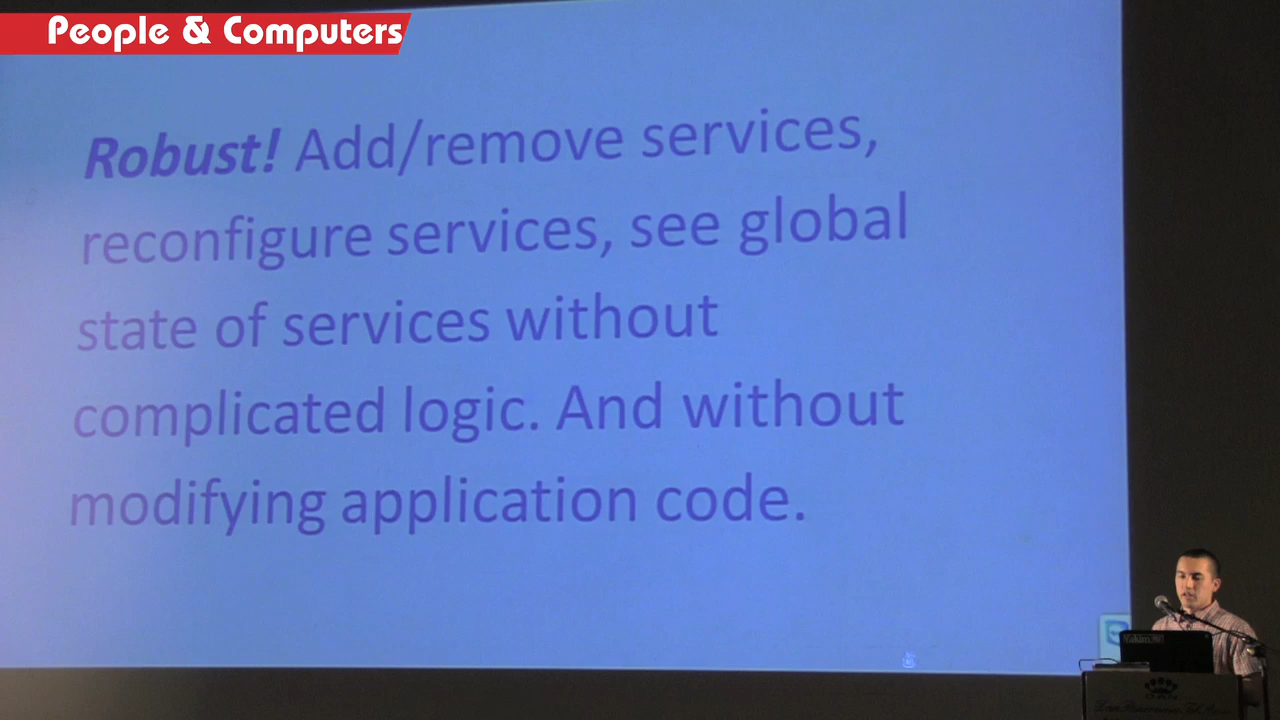 People & Computers
Robust! Add/remove services,
reconfigure services, see global
state of services without
complicated logic. And without
modifying application code.